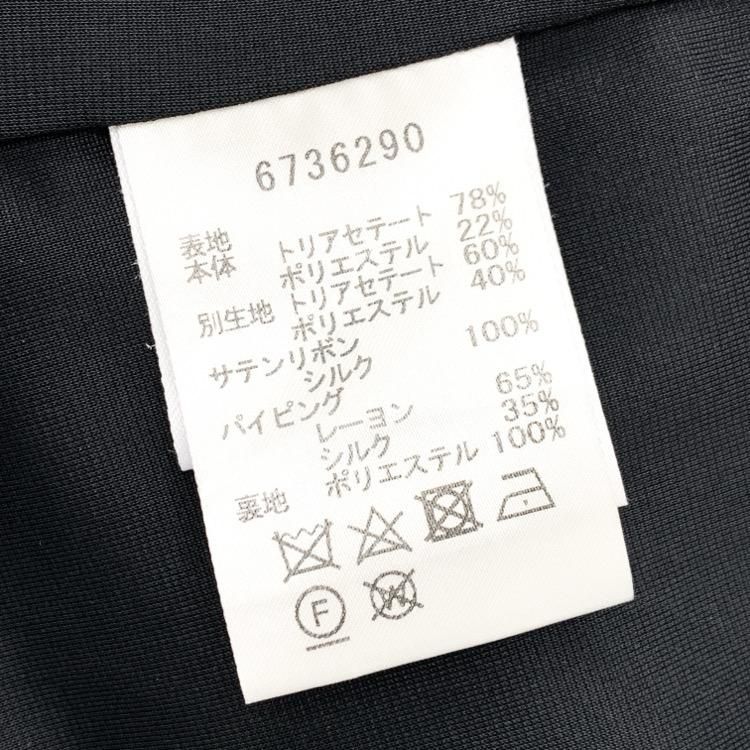 6736290
表地 トリアセテート 78%
本体 ポリエステル 22%
別生地 トリアセテート 60%
ポリエステル 40%
サテンリボン
シルク 100%
パイピング
レーヨン 65%
シルク 35%
裏地 ポリエステル 100%
F
W